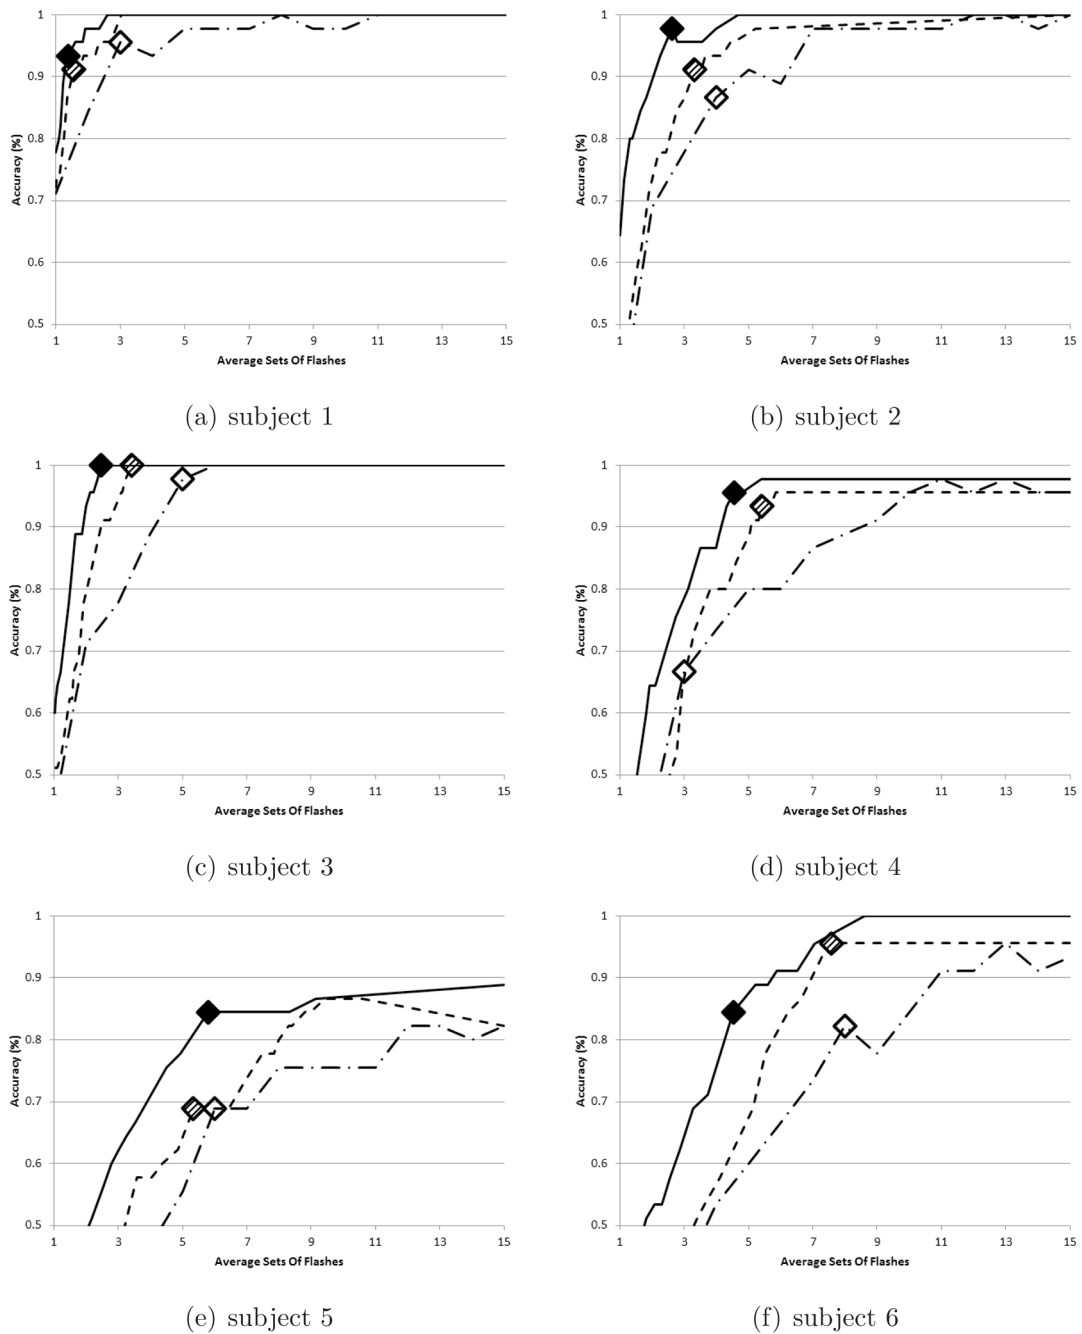 1
1
0.9
0.9
0.8
0.8
0.7
0.7
0.6
0.6
0.5
0.5
Accuracy (%)
Accuracy (%)
1 3 5 7 9 11 13 15
1 3 5 7 9 11 13 15
Average Sets Of Flashes
Average Sets Of Flashes
(a) subject 1
(b) subject 2
1
1
0.9
0.9
0.8
0.8
0.7
0.7
0.6
0.6
0.5
0.5
Accuracy (%)
Accuracy (%)
1 3 5 7 9 11 13 15
1 3 5 7 9 11 13 15
Average Sets Of Flashes
Average Set Of Flashes
(c) subject 3
(d) subject 4
1
1
0.9
0.9
0.8
0.8
0.7
0.7
0.6
0.6
0.5
0.5
Accuracy (%)
Accuracy (%)
1 3 5 7 9 11 13 15
1 3 5 7 9 11 13 15
Average Sets Of Flashes
Average Sets Of Flashes
(e) subject 5
(f) subject 6